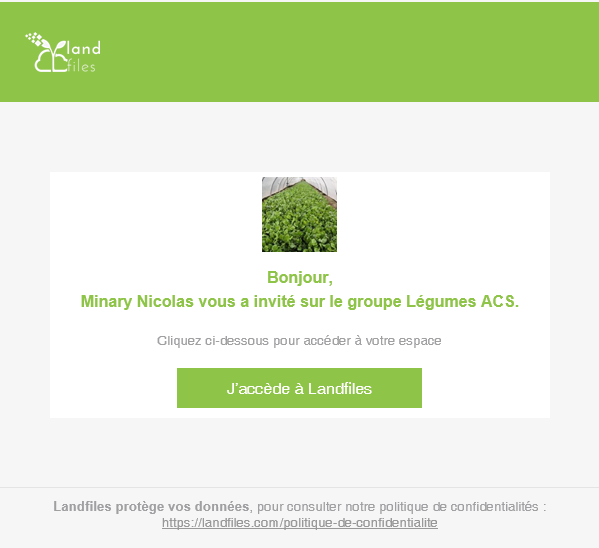 land
files
Bonjour,
Minary Nicolas vous a invité sur le groupe Légumes ACS.
Cliquez ci-dessous pour accéder à votre espace
J'accède à Landfiles
Landfiles protège vos données, pour consulter notre politique de confidentialités :
https://landfiles.com/politique-de-confidentialite